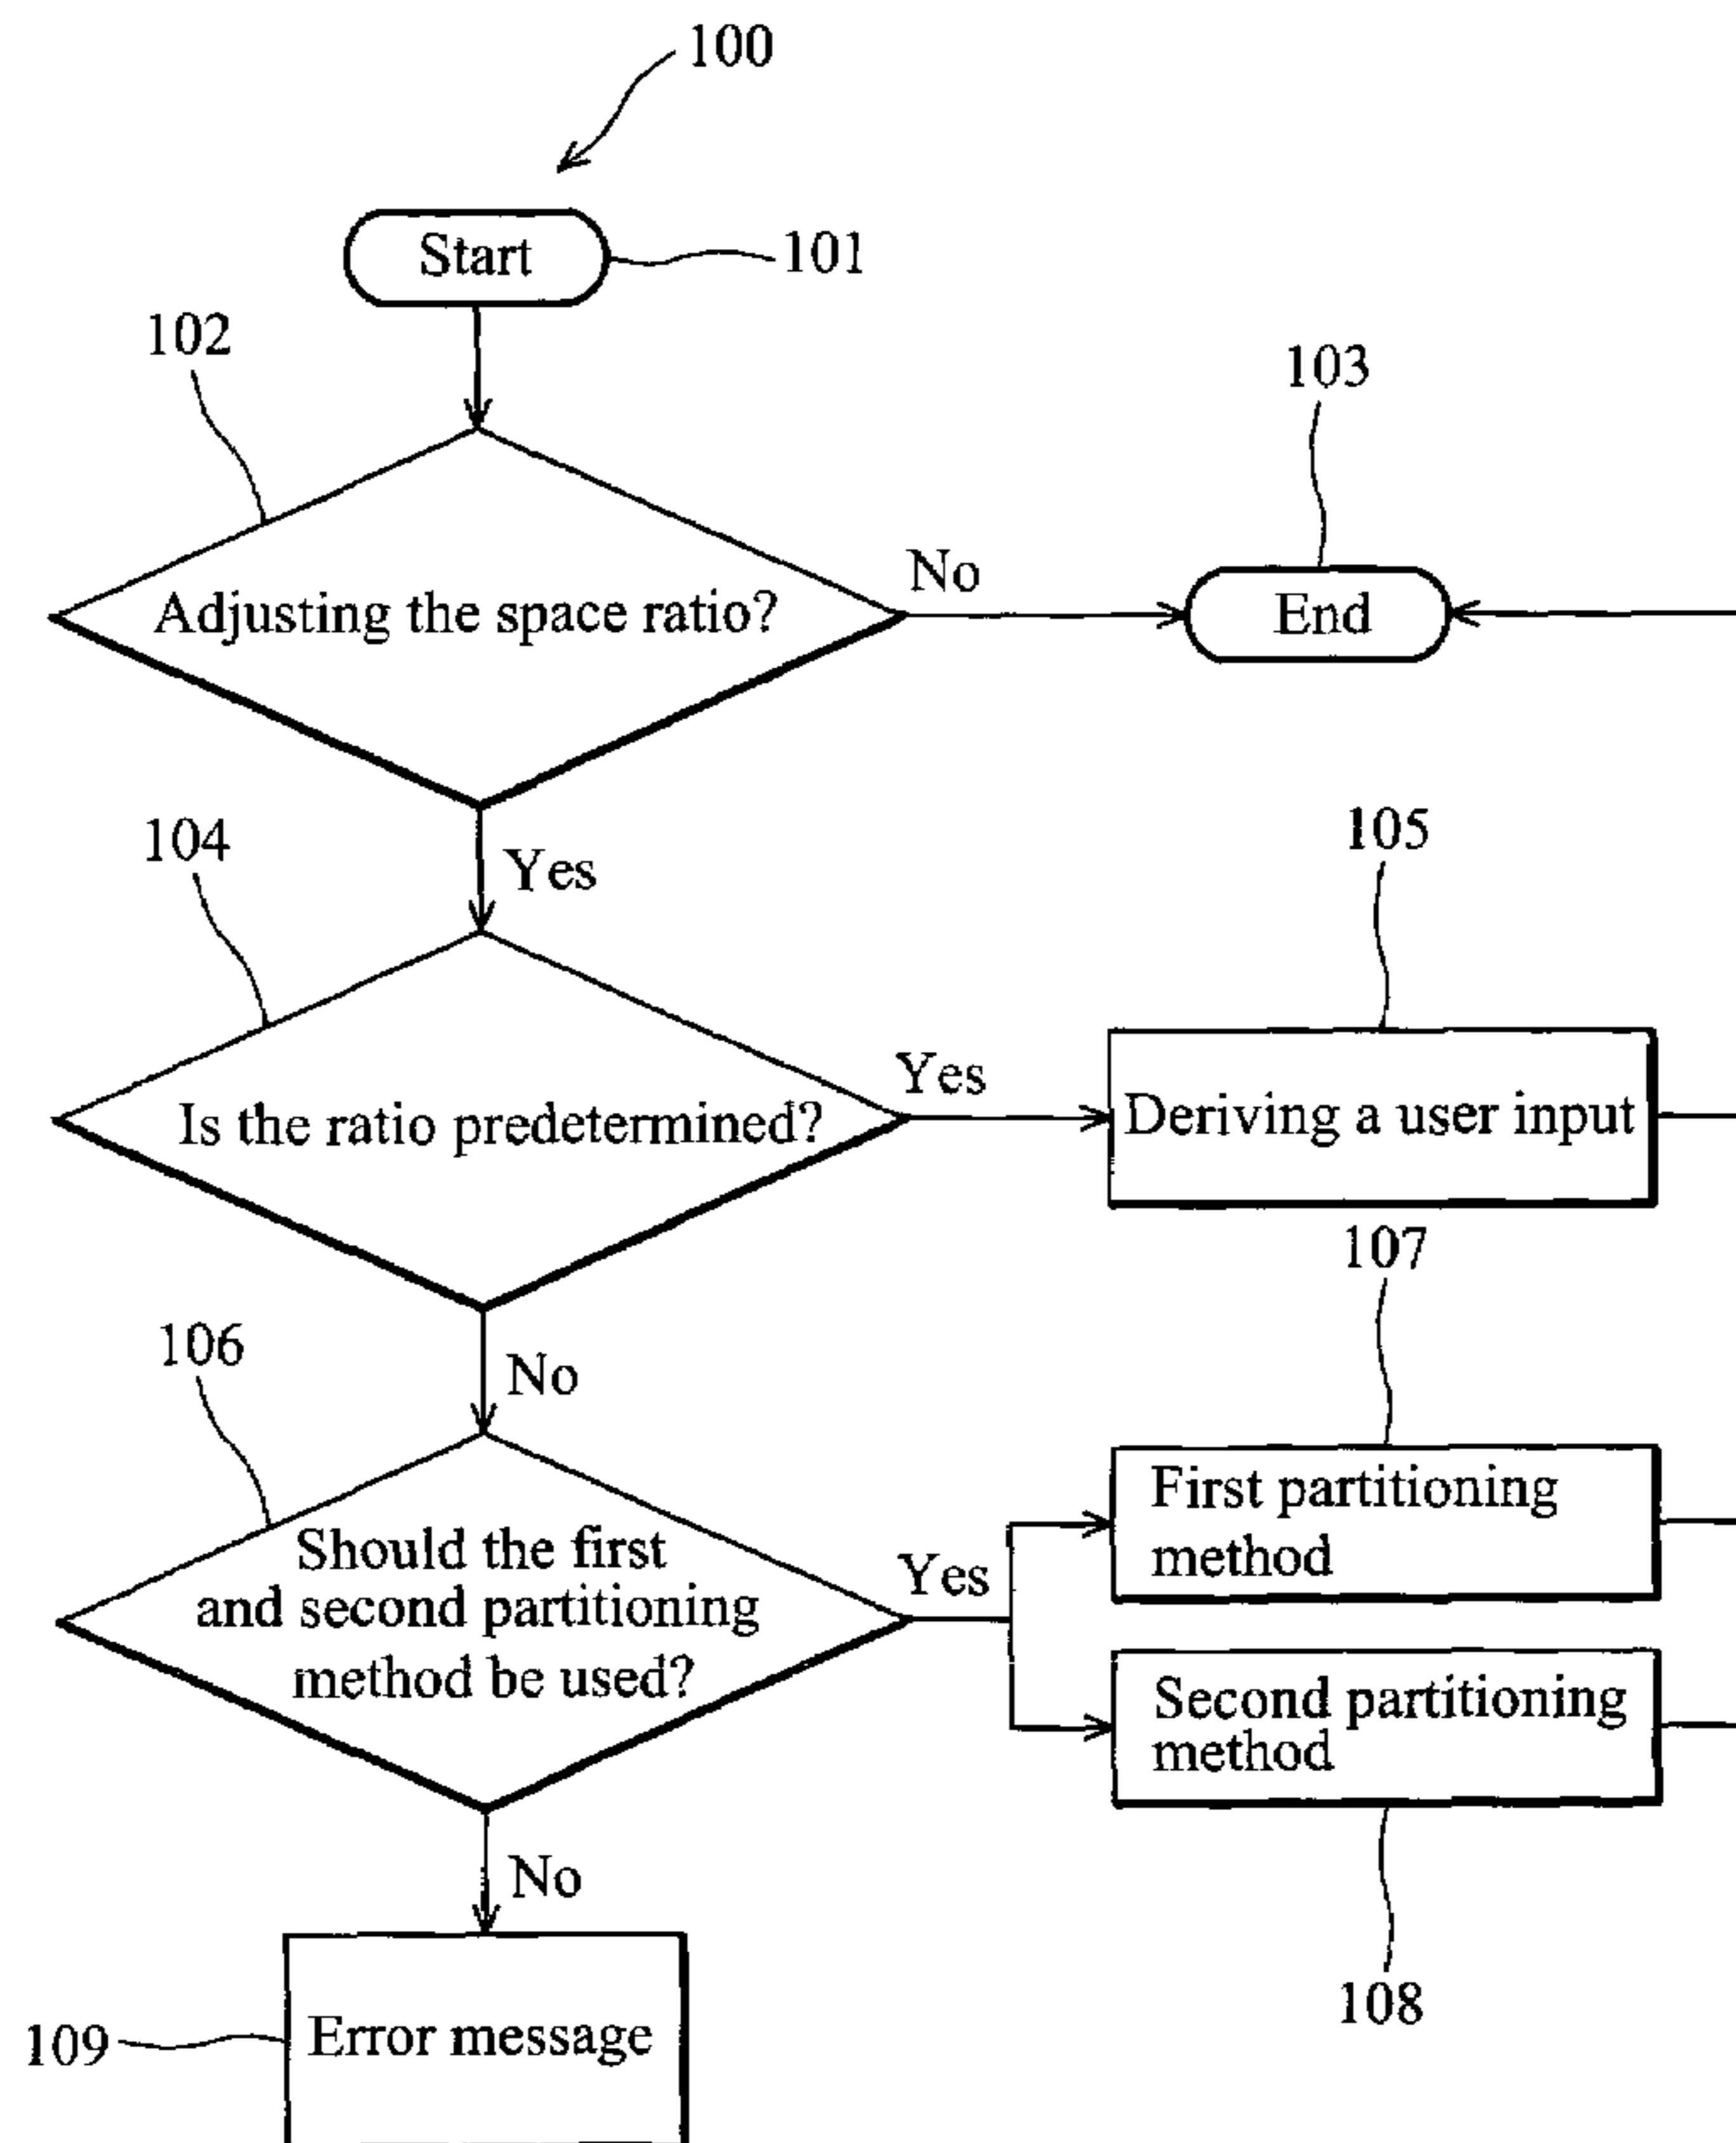 100
Start
101
102
103
Adjusting the space ratio?
No
End
104
Yes
105
Is the ratio predetermined?
Yes
Deriving a user input
107
106
No
First partitioning
method
Should the first
and second partitioning
method be used?
Yes
Second partitioning
method
No
108
Error message
109